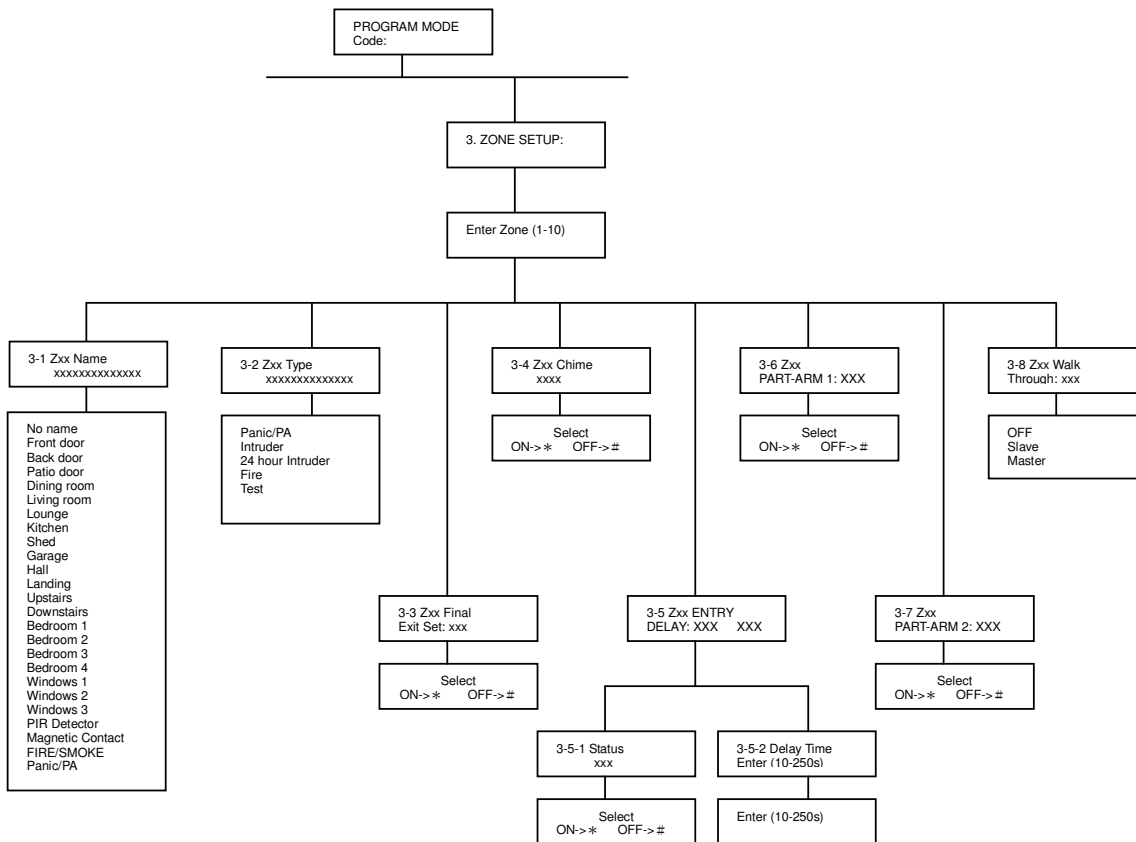 PROGRAM MODE
Code:
3. ZONE SETUP:
Enter Zone (1-10)
3-1 Zxx Name
xxxxxxxxxxxxxx
No name
Front door
Back door
Patio door
Dining room
Living room
Lounge
Kitchen
Shed
Garage
Hall
Landing
Upstairs
Downstairs
Bedroom 1
Bedroom 2
Bedroom 3
Bedroom 4
Windows 1
Windows 2
Windows 3
PIR Detector
Magnetic Contact
FIRE/SMOKE
Panic/PA
3-2 Zxx Type
xxxxxxxxxxxxxx
Panic/PA
Intruder
24 hour Intruder
Fire
Test
3-3 Zxx Final
Exit Set: xxx
Select
ON->* OFF->#
3-4 Zxx Chime
xxxx
Select
ON->* OFF->#
3-5 Zxx ENTRY
DELAY: XXX XXX
3-5-1 Status
xxx
Select
ON->* OFF->#
3-5-2 Delay Time
Enter (10-250s)
Enter (10-250s)
3-6 Zxx
PART-ARM 1: XXX
Select
ON->* OFF->#
3-7 Zxx
PART-ARM 2: XXX
Select
ON->* OFF->#
3-8 Zxx Walk
Through: xxx
OFF
Slave
Master